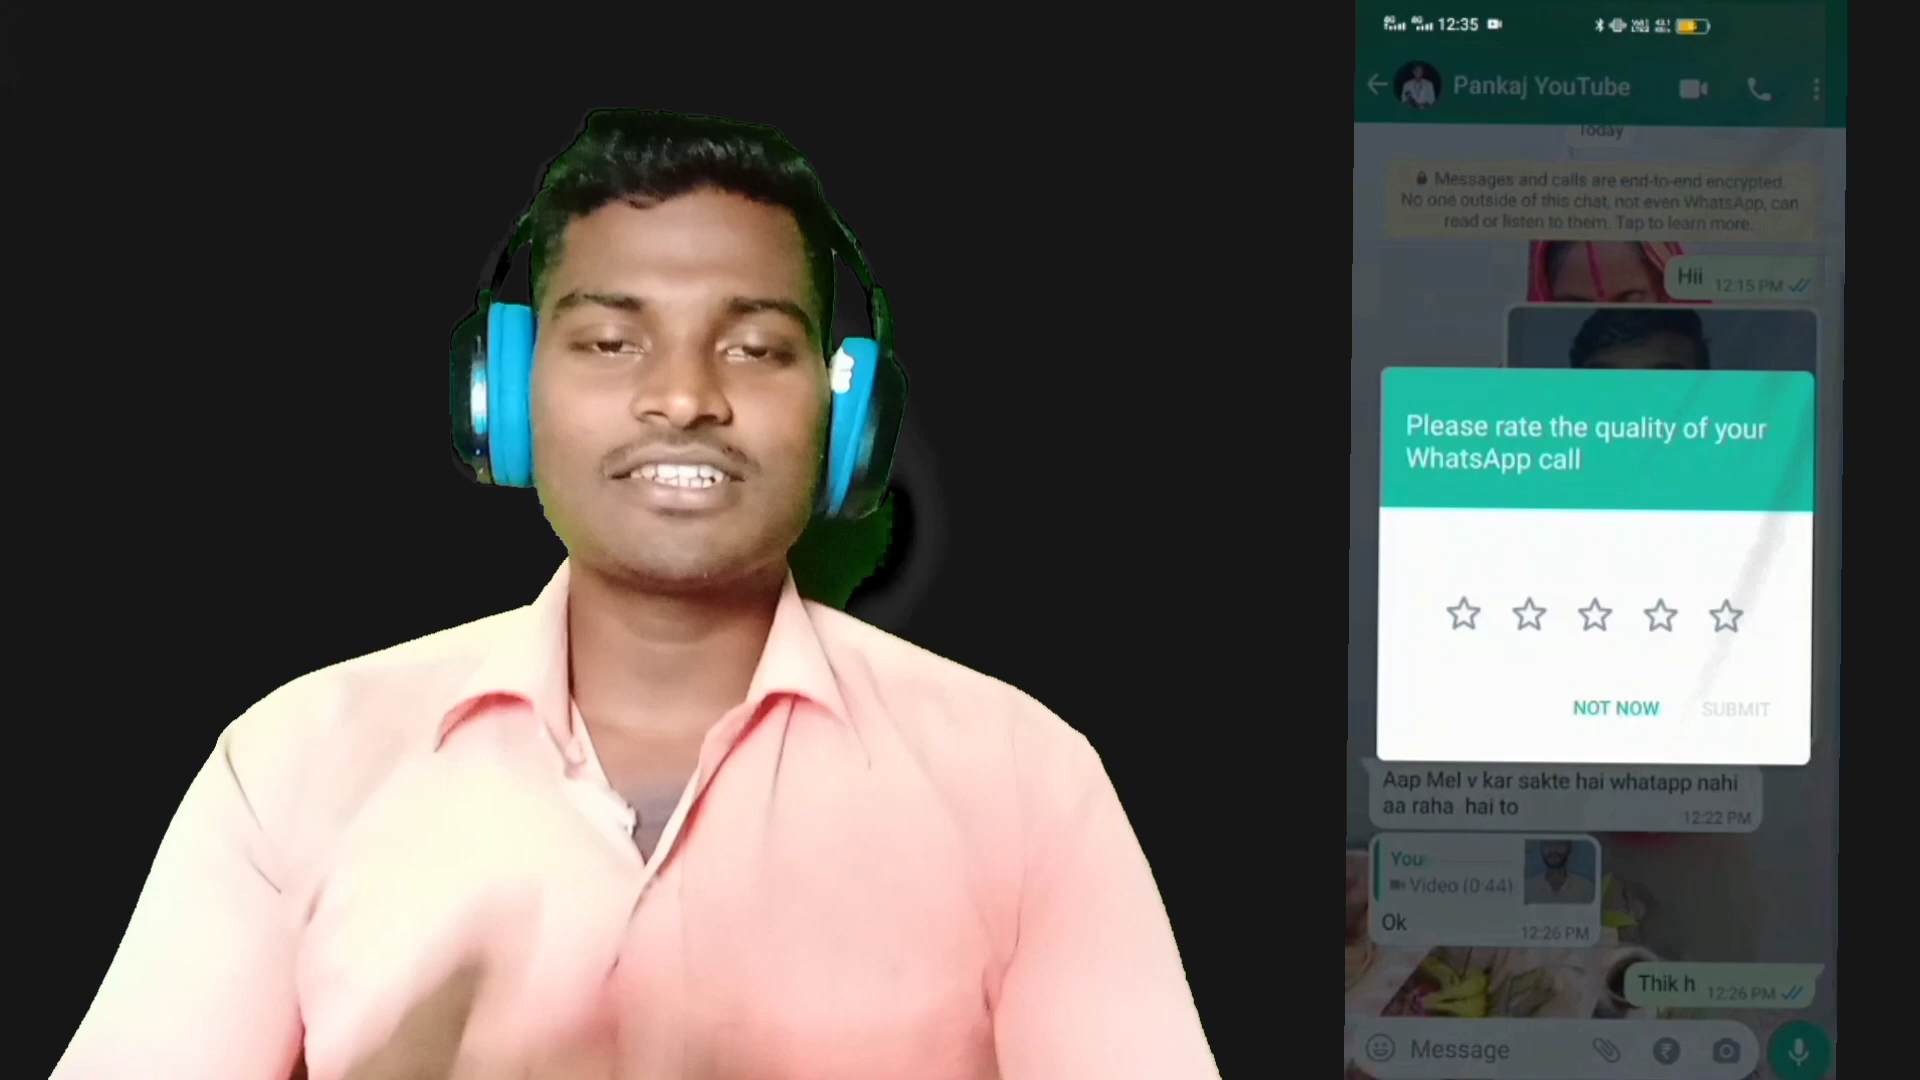 12:35
Pankaj YouTube
Today
Messages and calls are end-to-end encrypted.
No one outside of this chat, not even WhatsApp, can
read or listen to them. Tap to learn more.
Hii 12:15 PM
Please rate the quality of your
WhatsApp call
NOT NOW SUBMIT
Aap Mel v kar sakte hai whatapp nahi
aa raha hai to
12:22 PM
You
Video (0:44)
Ok
12:26 PM
Thik h 12:26 PM
Message